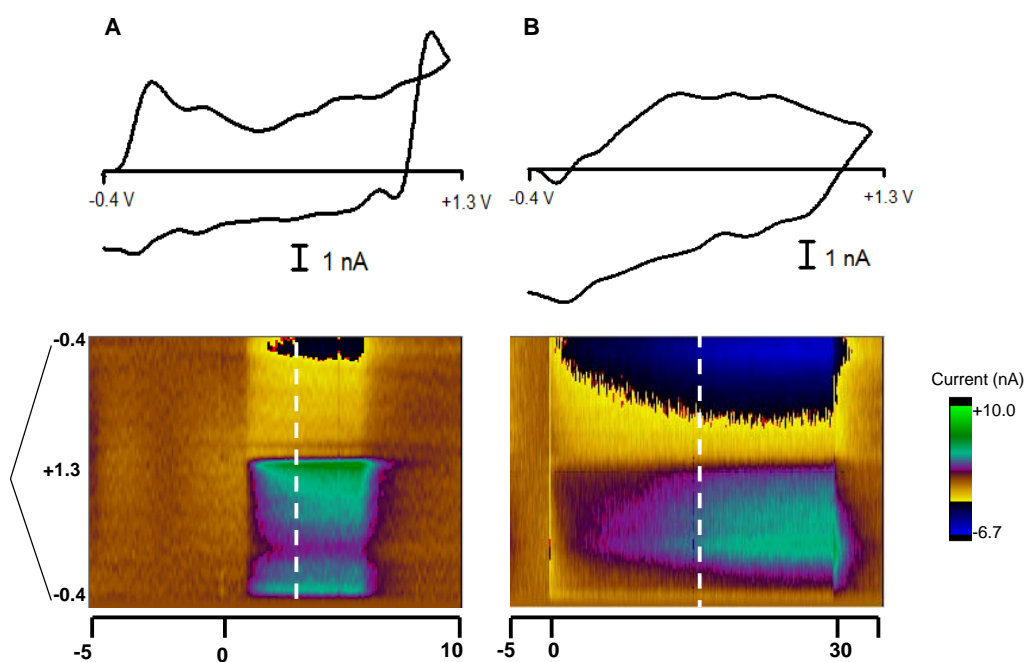 A
B
-0.4 V
+1.3 V
1 nA
-0.4 V
+1.3 V
1 nA
-0.4
+1.3
-0.4
-5
0
10
-5
0
30
Current (nA)
+10.0
-6.7